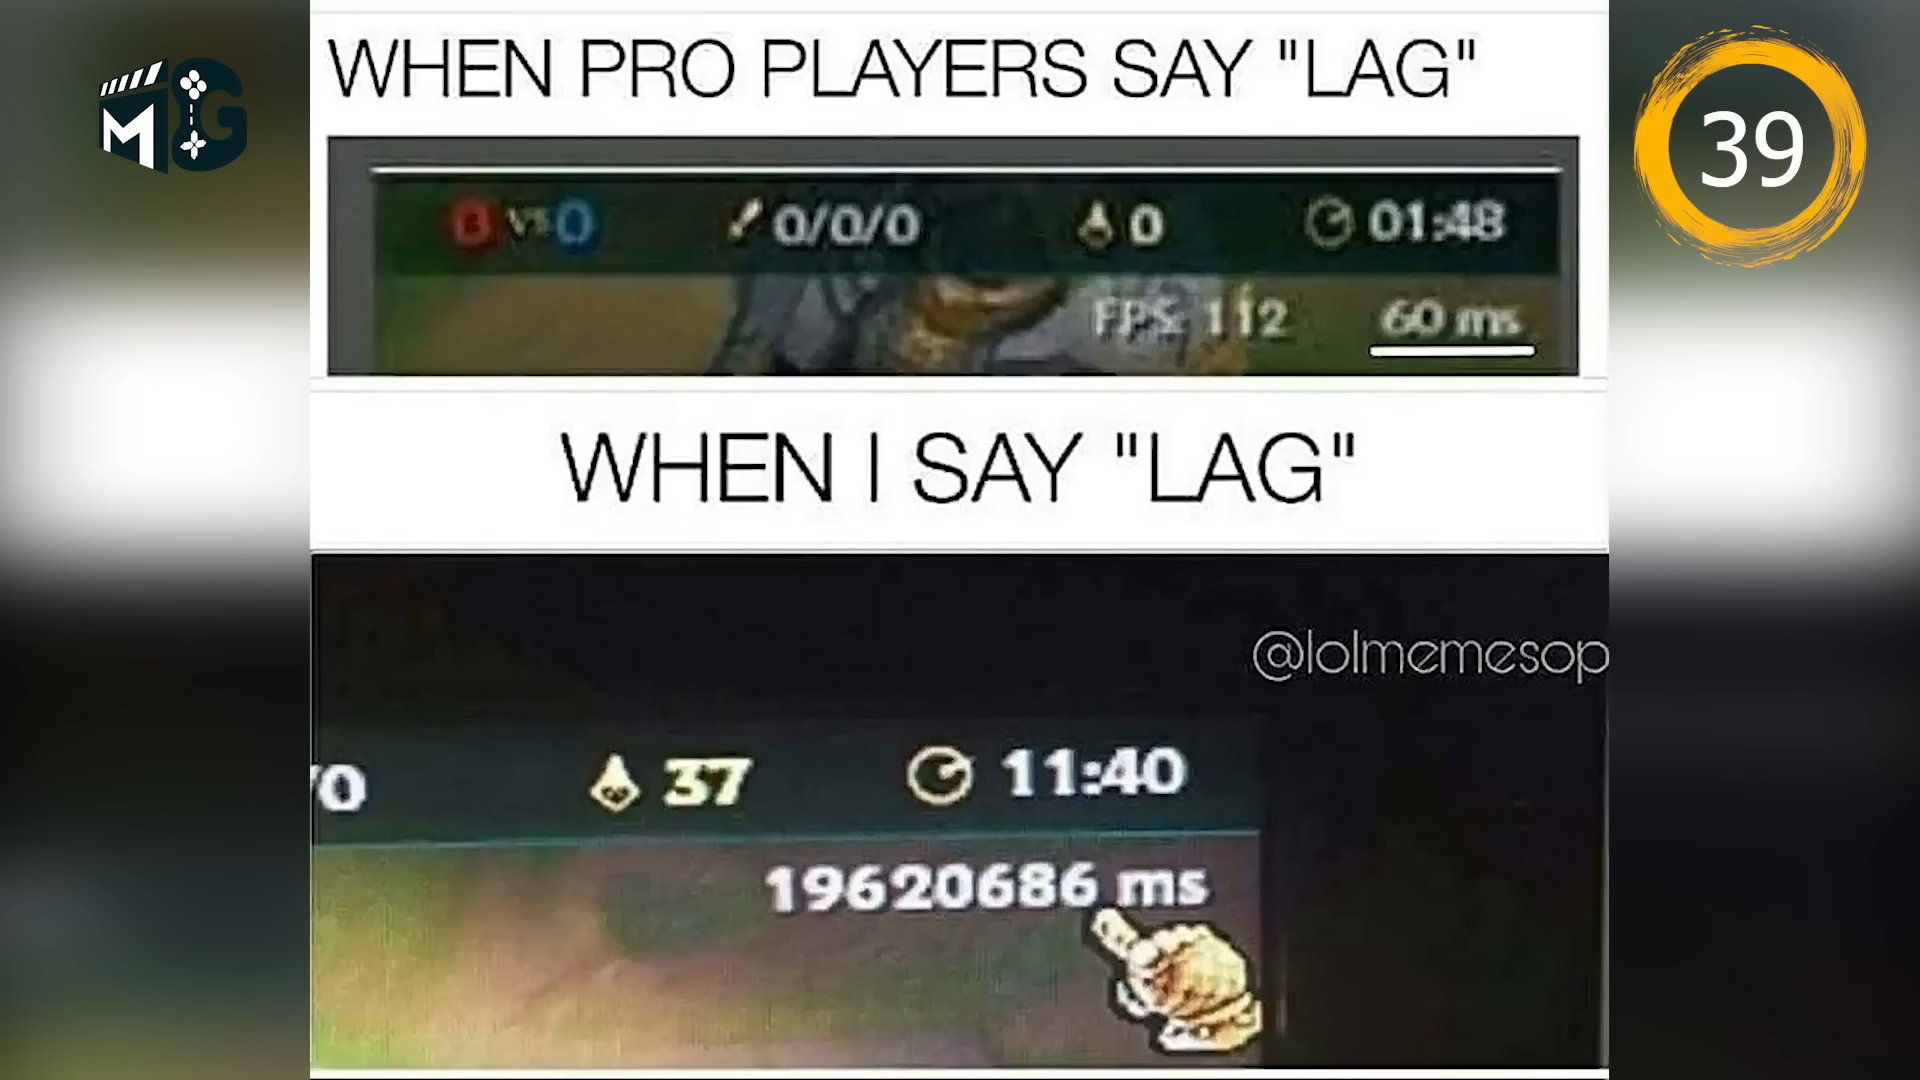 WHEN PRO PLAYERS SAY "LAG"
M G
39
0 vs 0 0/0/0 0 01:48
FPS: 112 60 ms
WHEN I SAY "LAG"
@lolmemesop
/0 37 11:40
19620686 ms